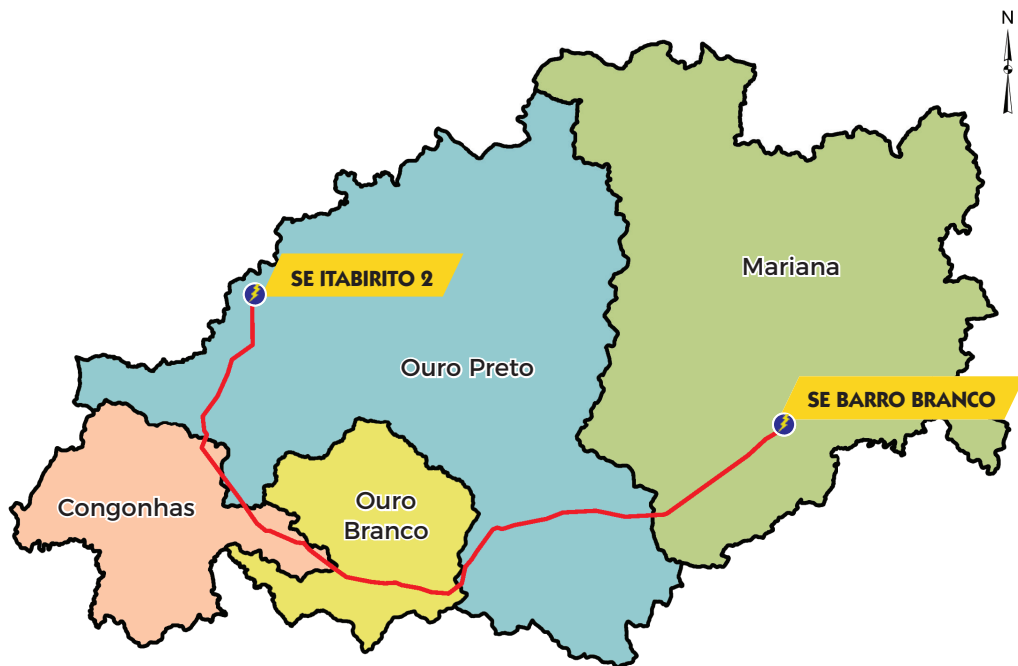 N
SE ITABIRITO 2
Mariana
Ouro Preto
SE BARRO BRANCO
Congonhas
Ouro
Branco